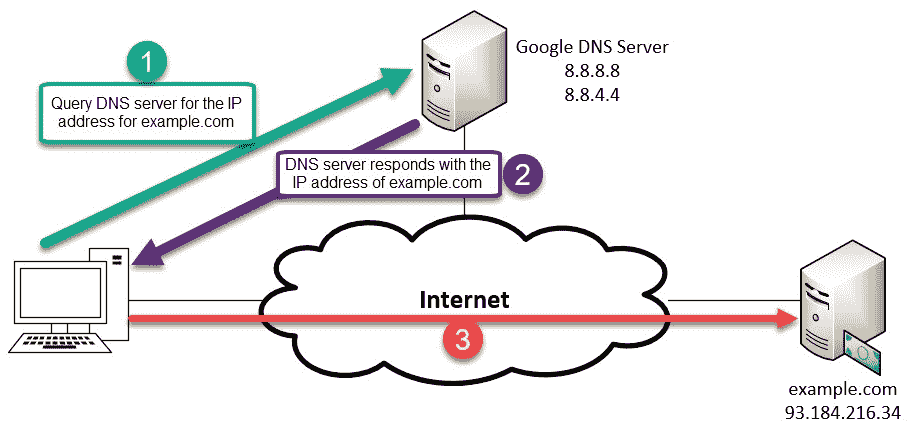 1
Query DNS server for the IP
address for example.com
Google DNS Server
8.8.8.8
8.8.4.4
DNS server responds with the
IP address of example.com
2
Internet
3
example.com
93.184.216.34